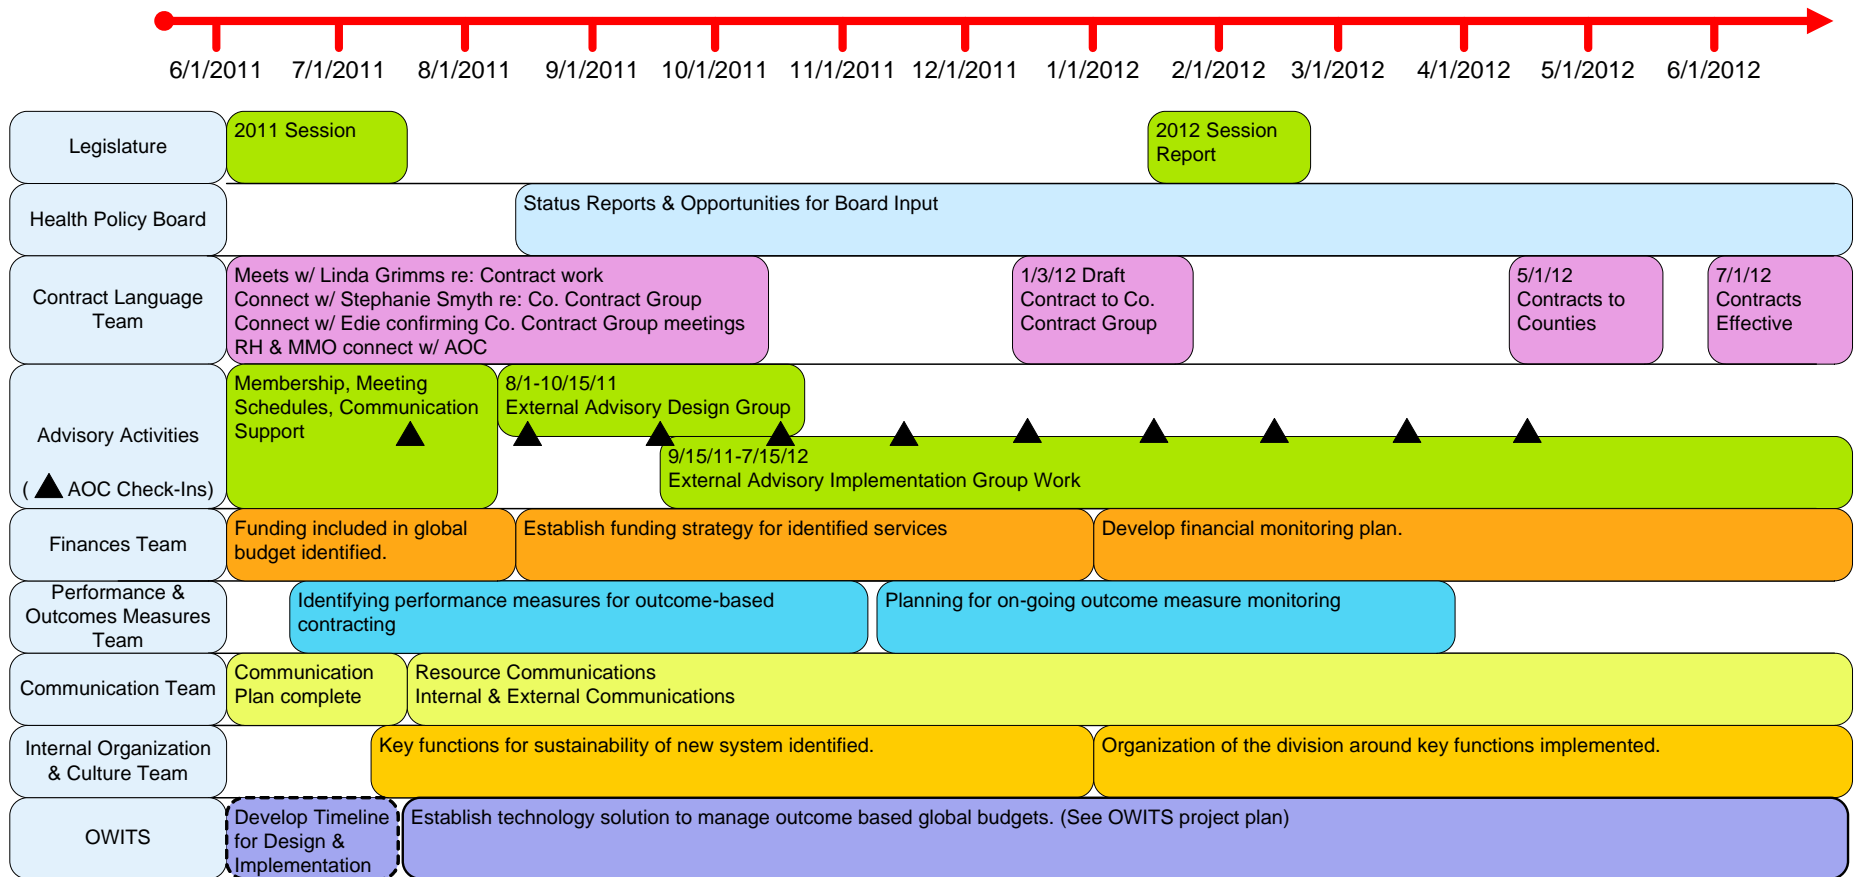 6/1/2011 7/1/2011 8/1/2011 9/1/2011 10/1/2011 11/1/2011 12/1/2011 1/1/2012 2/1/2012 3/1/2012 4/1/2012 5/1/2012 6/1/2012
Legislature
2011 Session
2012 Session
Report
Health Policy Board
Status Reports & Opportunities for Board Input
Contract Language
Team
Meets w/ Linda Grimms re: Contract work
Connect w/ Stephanie Smyth re: Co. Contract Group
Connect w/ Edie confirming Co. Contract Group meetings
RH & MMO connect w/ AOC
1/3/12 Draft
Contract to Co.
Contract Group
5/1/12
Contracts to
Counties
7/1/12
Contracts
Effective
Advisory Activities
( AOC Check-Ins)
Membership, Meeting
Schedules, Communication
Support
8/1-10/15/11
External Advisory Design Group
9/15/11-7/15/12
External Advisory Implementation Group Work
Finances Team
Funding included in global
budget identified.
Establish funding strategy for identified services
Develop financial monitoring plan.
Performance &
Outcomes Measures
Team
Identifying performance measures for outcome-based
contracting
Planning for on-going outcome measure monitoring
Communication Team
Communication
Plan complete
Resource Communications
Internal & External Communications
Internal Organization
& Culture Team
Key functions for sustainability of new system identified.
Organization of the division around key functions implemented.
OWITS
Develop Timeline
for Design &
Implementation
Establish technology solution to manage outcome based global budgets. (See OWITS project plan)